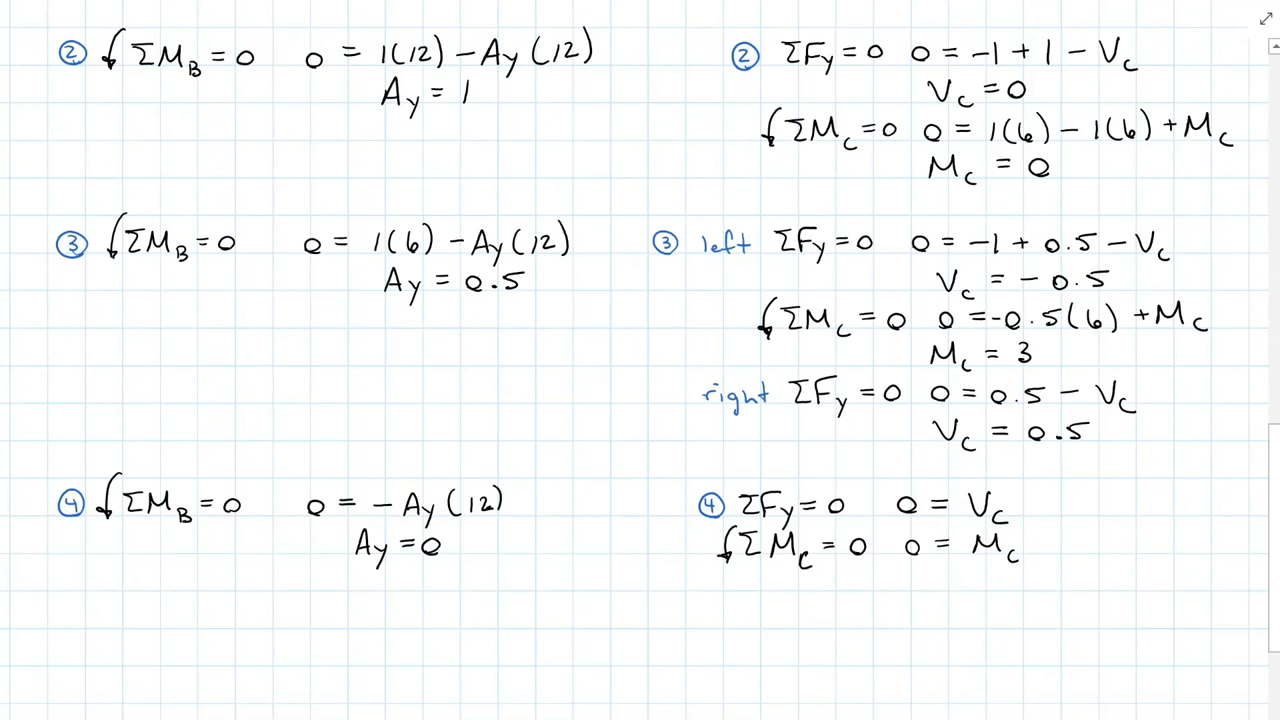 ② ΣM_B = 0 0 = 1(12) - A_y(12)
A_y = 1
② ΣF_y = 0 0 = -1 + 1 - V_C
V_C = 0
ΣM_C = 0 0 = 1(6) - 1(6) + M_C
M_C = 0
③ ΣM_B = 0 0 = 1(6) - A_y(12)
A_y = 0.5
③ left ΣF_y = 0 0 = -1 + 0.5 - V_C
V_C = -0.5
ΣM_C = 0 0 = -0.5(6) + M_C
M_C = 3
right ΣF_y = 0 0 = 0.5 - V_C
V_C = 0.5
④ ΣM_B = 0 0 = - A_y(12)
A_y = 0
④ ΣF_y = 0 0 = V_C
ΣM_C = 0 0 = M_C